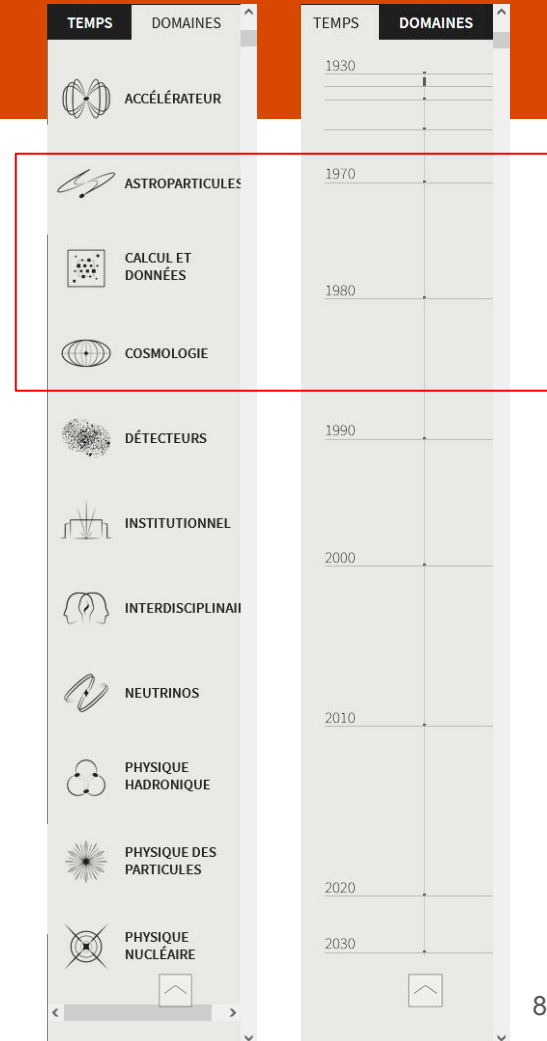 TEMPS DOMAINES
ACCÉLÉRATEUR
ASTROPARTICULES
CALCUL ET
DONNÉES
COSMOLOGIE
DÉTECTEURS
INSTITUTIONNEL
INTERDISCIPLINAI
NEUTRINOS
PHYSIQUE
HADRONIQUE
PHYSIQUE DES
PARTICULES
PHYSIQUE
NUCLÉAIRE
TEMPS DOMAINES
1930
1970
1980
1990
2000
2010
2020
2030
8